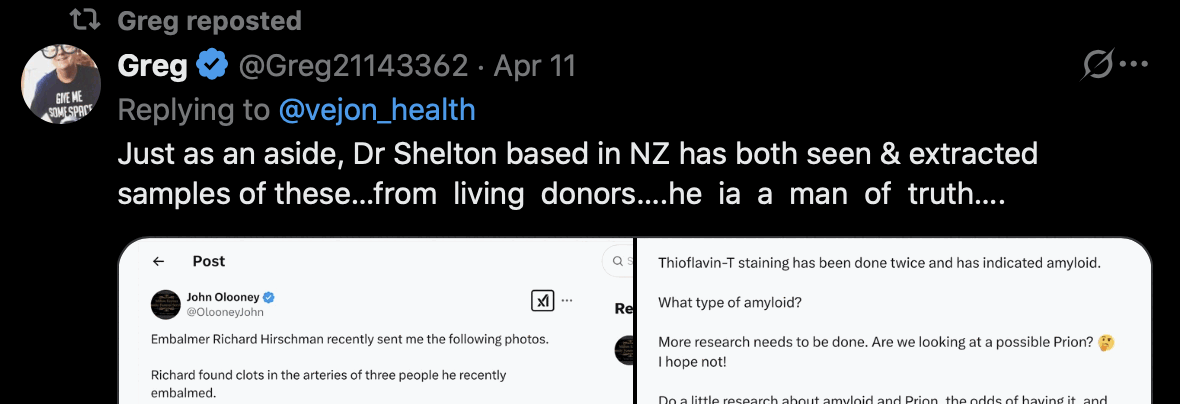 Greg reposted
Greg @Greg21143362 · Apr 11
GIVE ME
SOME SPACE
Replying to @vejon_health
Just as an aside, Dr Shelton based in NZ has both seen & extracted
samples of these...from living donors....he ia a man of truth....
← Post
John Olooney
@OlooneyJohn
Embalmer Richard Hirschman recently sent me the following photos.
Richard found clots in the arteries of three people he recently
embalmed.
Re
Thioflavin-T staining has been done twice and has indicated amyloid.
What type of amyloid?
More research needs to be done. Are we looking at a possible Prion? 🤔
I hope not!
Do a little research about amyloid and Prion, the odds of having it, and